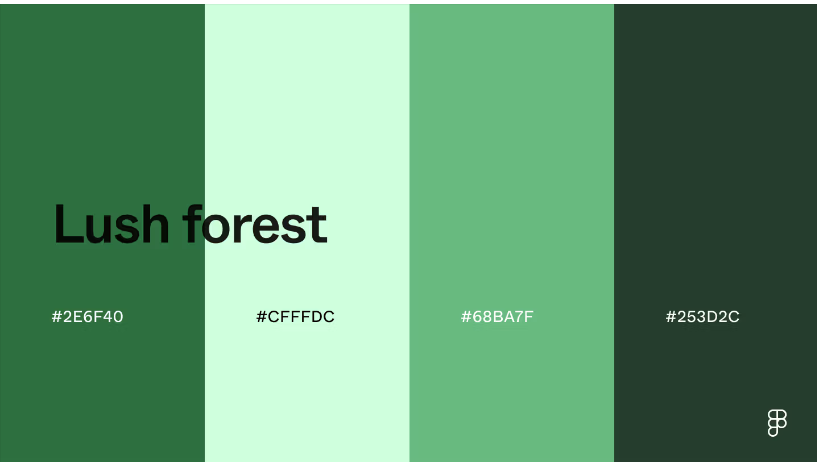 Lush forest
#2E6F40
#CFFFDC
#68BA7F
#253D2C